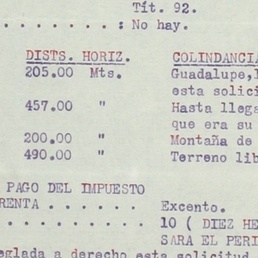 Tit. 92.
. . . . . . . . : No hay.
DISTS. HORIZ. COLINDANCIA
205.00 Mts. Guadalupe,l
esta solici
457.00 " Hasta llega
que era su
200.00 " Montaña de
490.00 " Terreno lib
PAGO DEL IMPUESTO
RENTA . . . . . . Excento.
. . . . . . . . . 10 ( DIEZ HE
SARA EL PERI
eglada a derecho esta solicitud